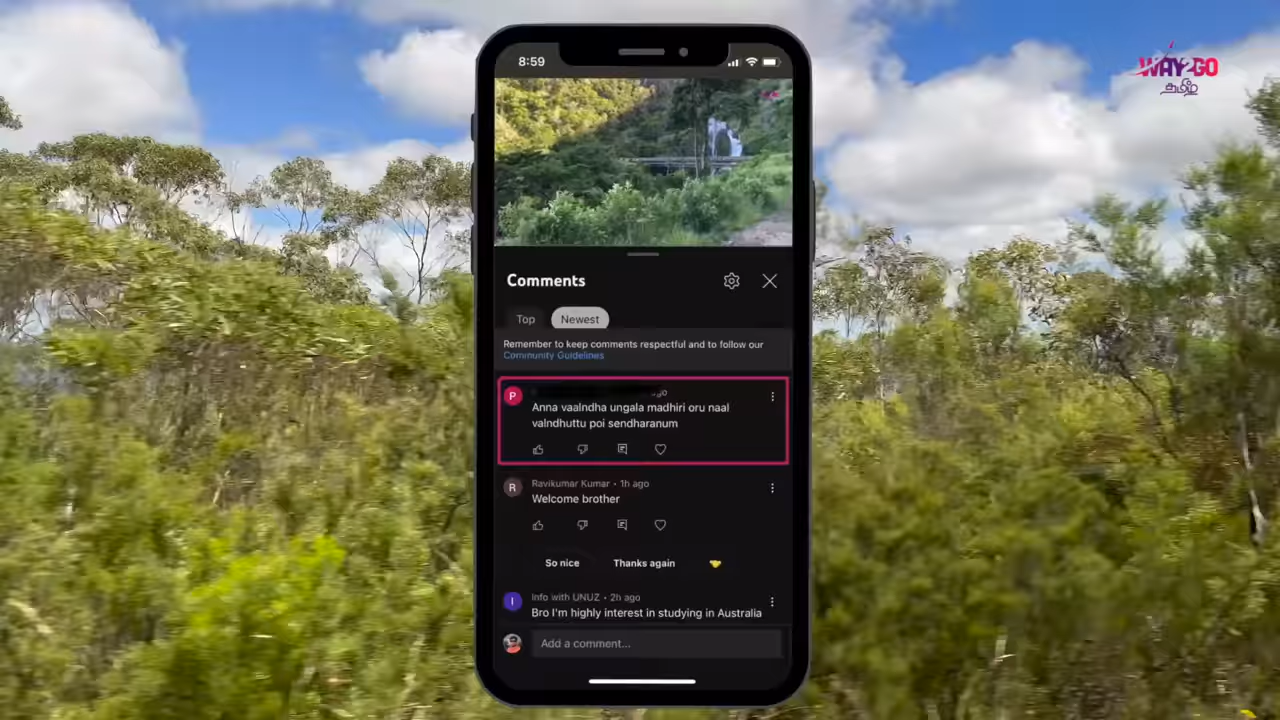 WAY2GO
தமிழ்
8:59
Comments
Top
Newest
Remember to keep comments respectful and to follow our
Community Guidelines
P
Anna vaalndha ungala madhiri oru naal
valndhuttu poi sendharanum
R
Ravikumar Kumar • 1h ago
Welcome brother
So nice
Thanks again
I
Info with UNUZ • 2h ago
Bro I'm highly interest in studying in Australia
Add a comment...